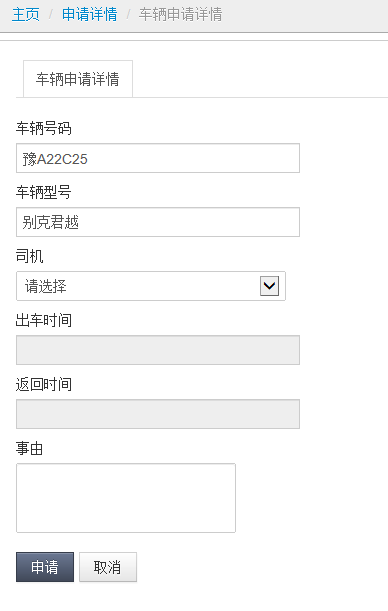 主页 / 申请详情 / 车辆申请详情
车辆申请详情
车辆号码
豫A22C25
车辆型号
别克君越
司机
请选择
出车时间
返回时间
事由
申请 取消